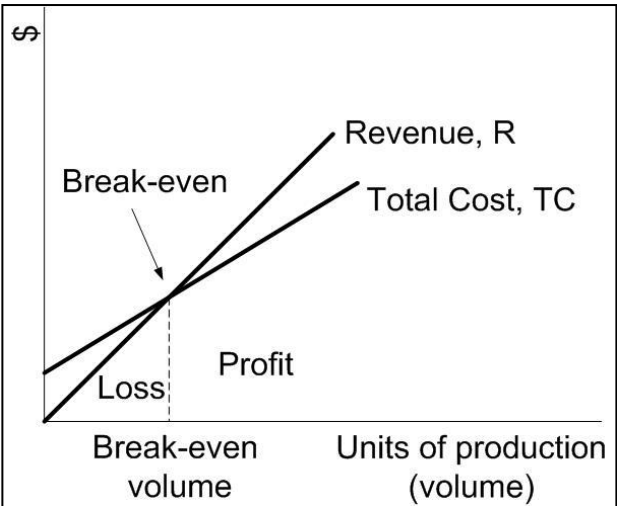 $
Revenue, R
Break-even
Total Cost, TC
Profit
Loss
Break-even
volume
Units of production
(volume)